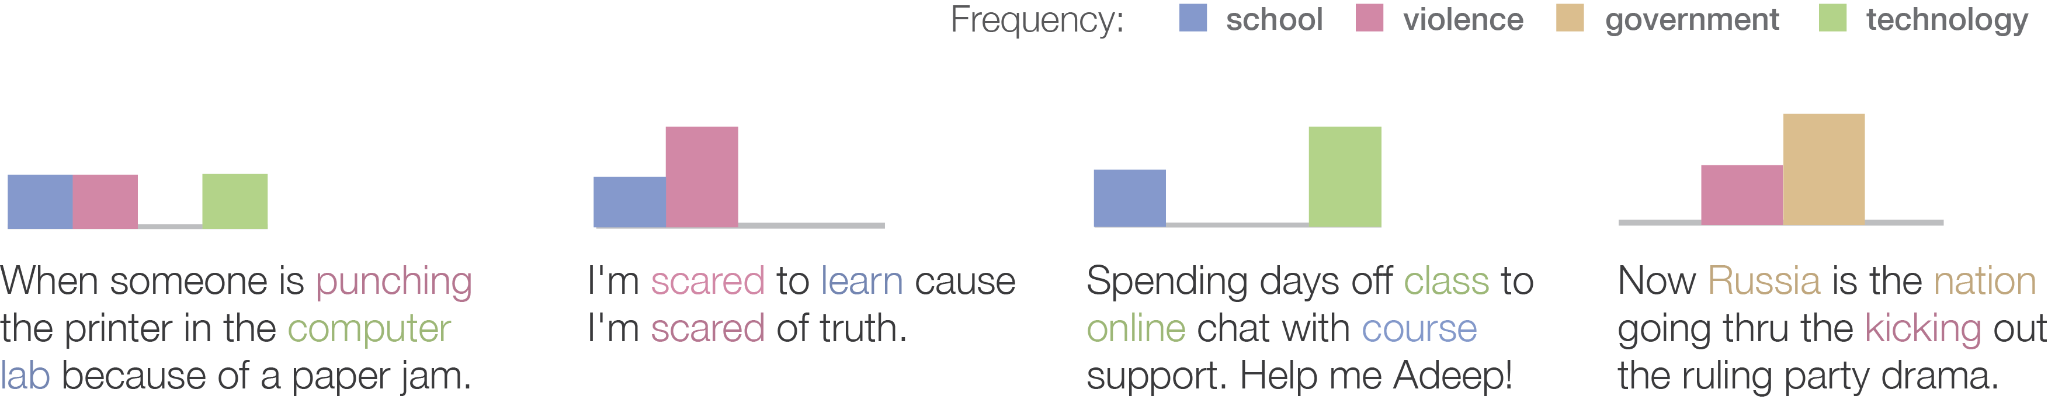 Frequency: school violence government technology
When someone is punching
the printer in the computer
lab because of a paper jam.
I'm scared to learn cause
I'm scared of truth.
Spending days off class to
online chat with course
support. Help me Adeep!
Now Russia is the nation
going thru the kicking out
the ruling party drama.